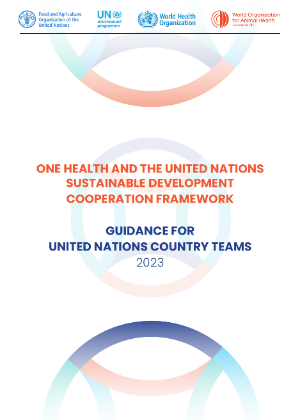 Food and Agriculture
Organization of the
United Nations
UN
environment
programme
World Health
Organization
World Organisation
for Animal Health
ONE HEALTH AND THE UNITED NATIONS
SUSTAINABLE DEVELOPMENT
COOPERATION FRAMEWORK
GUIDANCE FOR
UNITED NATIONS COUNTRY TEAMS
2023